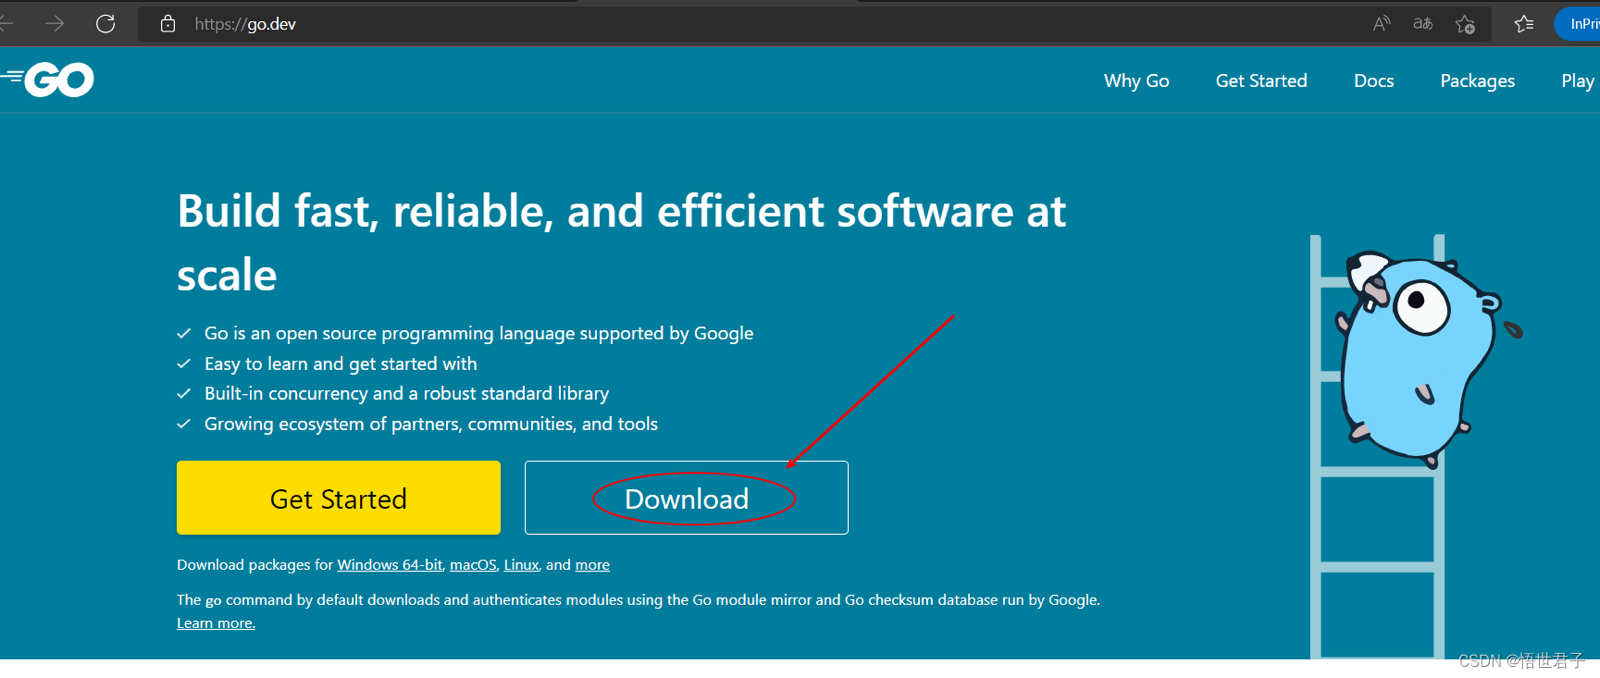 https://go.dev
InPri
GO
Why Go
Get Started
Docs
Packages
Play
Build fast, reliable, and efficient software at
scale
Go is an open source programming language supported by Google
Easy to learn and get started with
Built-in concurrency and a robust standard library
Growing ecosystem of partners, communities, and tools
Get Started
Download
Download packages for Windows 64-bit, macOS, Linux, and more
The go command by default downloads and authenticates modules using the Go module mirror and Go checksum database run by Google.
Learn more.
CSDN @悟世君子